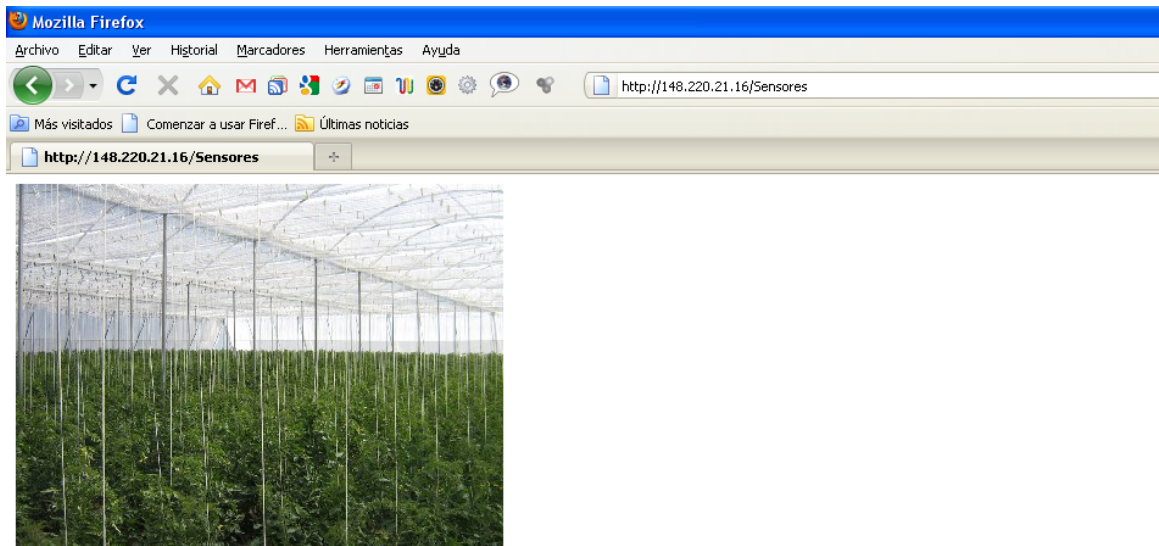 Mozilla Firefox
Archivo Editar Ver Historial Marcadores Herramientas Ayuda
http://148.220.21.16/Sensores
Más visitados Comenzar a usar Firef... Últimas noticias
http://148.220.21.16/Sensores